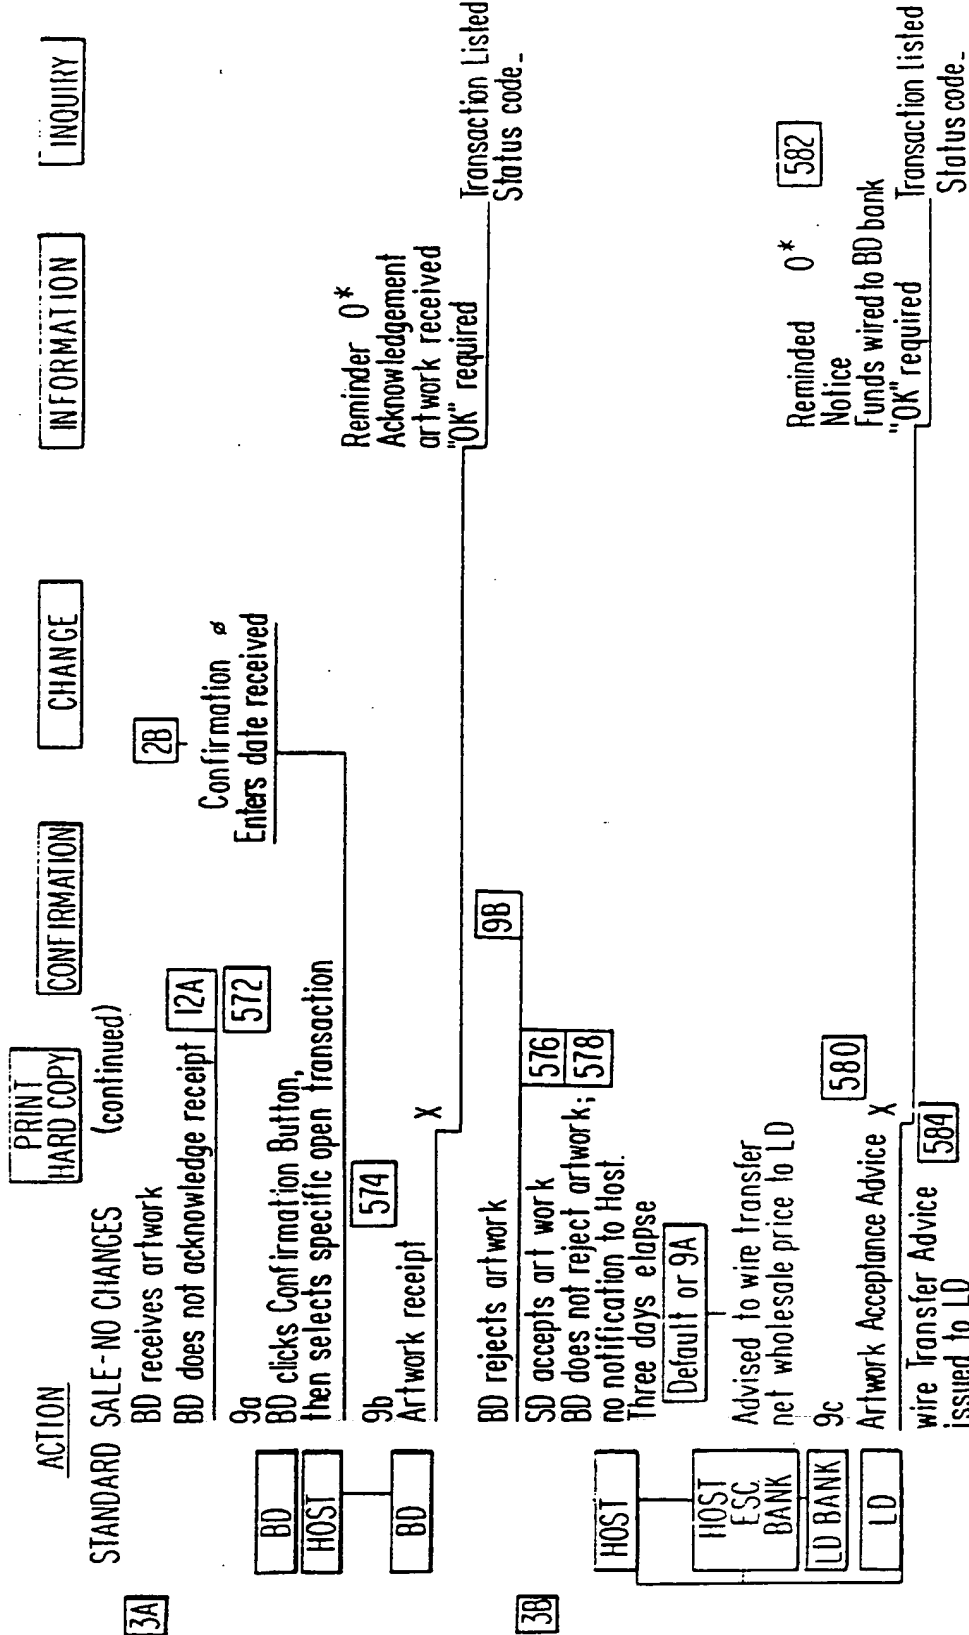 ACTION
PRINT
HARD COPY
CONFIRMATION
CHANGE
INFORMATION
INQUIRY
STANDARD SALE-NO CHANGES (continued)
3A
BD receives artwork
BD does not acknowledge receipt
12A
2B
572
9a
BD
BD clicks Confirmation Button,
HOST
then selects specific open transaction
Confirmation ø
Enters date received
574
9b
BD
Artwork receipt X
Reminder 0*
Acknowledgement
artwork received
"OK" required
Transaction Listed
Status code_
3B
BD rejects artwork
9B
SD accepts art work
576
BD does not reject artwork;
578
no notification to Host.
Three days elapse
HOST
Default or 9A
HOST
ESC.
BANK
Advised to wire transfer
net wholesale price to LD
LD BANK
9c
580
LD
Artwork Acceptance Advice X
Reminded 0*
582
Notice
Funds wired to BD bank
"OK" required
Transaction Listed
Status code_
wire Transfer Advice
584
issued to LD